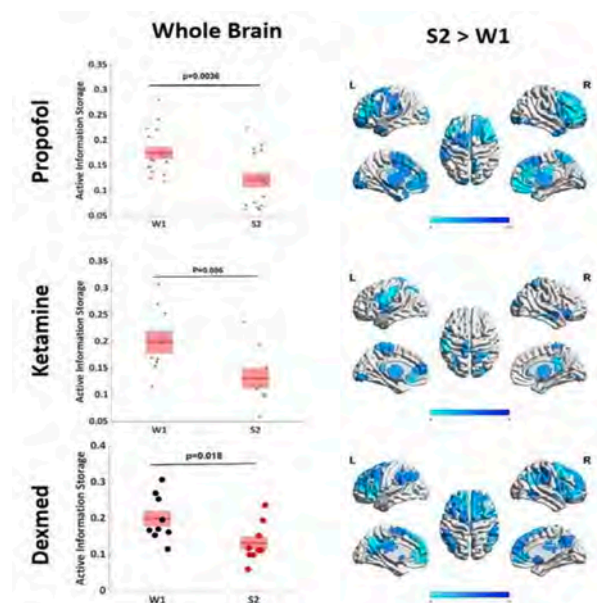 Whole Brain
S2 > W1
Propofol
Active Information Storage
0.35
0.3
0.25
0.2
0.15
0.1
0.05
p=0.0036
W1
S2
L
R
Ketamine
Active Information Storage
0.35
0.3
0.25
0.2
0.15
0.1
0.05
P=0.006
W1
S2
L
R
Dexmed
Active Information Storage
0.4
0.3
0.2
0.1
0
p=0.018
W1
S2
L
R